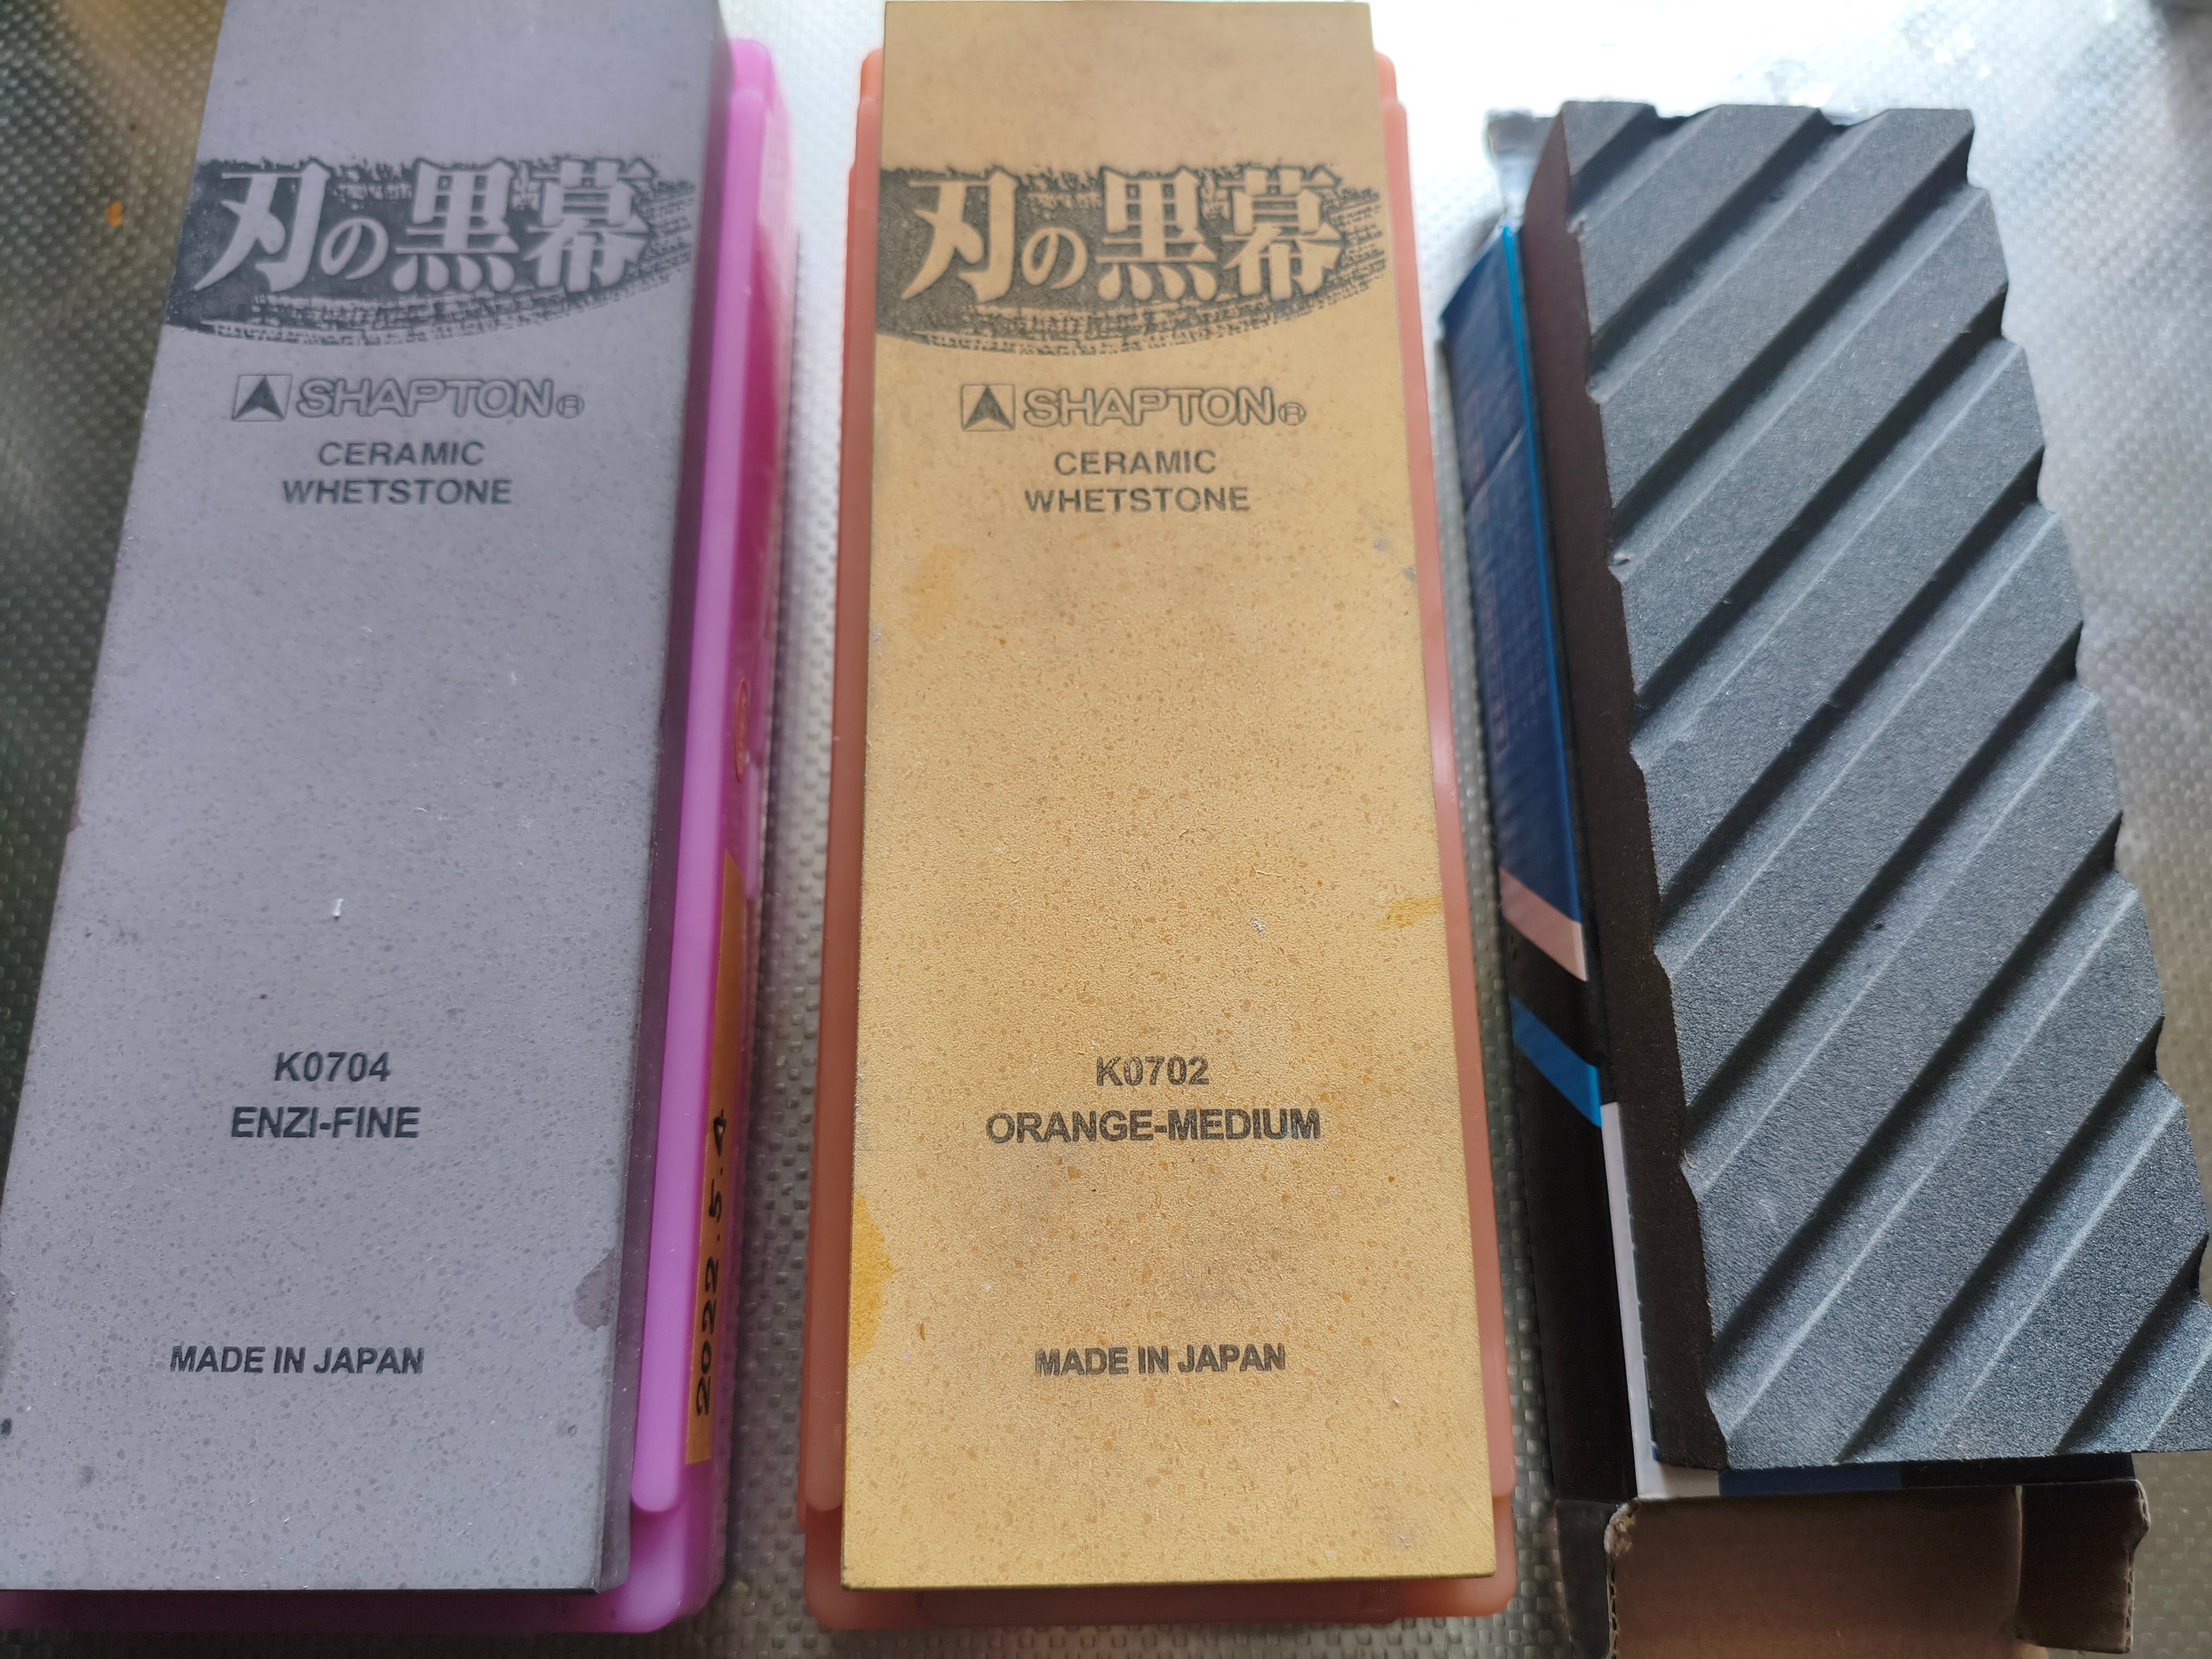 刃の黒幕
SHAPTON®
CERAMIC
WHETSTONE
K0704
ENZI-FINE
MADE IN JAPAN
2022.5.4
刃の黒幕
SHAPTON®
CERAMIC
WHETSTONE
K0702
ORANGE-MEDIUM
MADE IN JAPAN